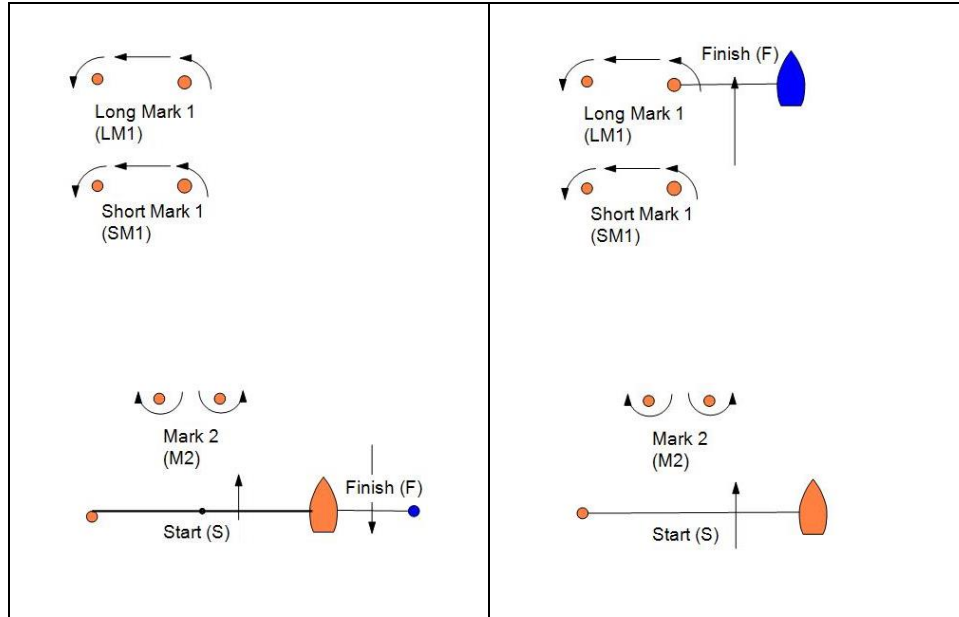 Long Mark 1
(LM1)
Short Mark 1
(SM1)
Mark 2
(M2)
Finish (F)
Start (S)
Finish (F)
Long Mark 1
(LM1)
Short Mark 1
(SM1)
Mark 2
(M2)
Start (S)